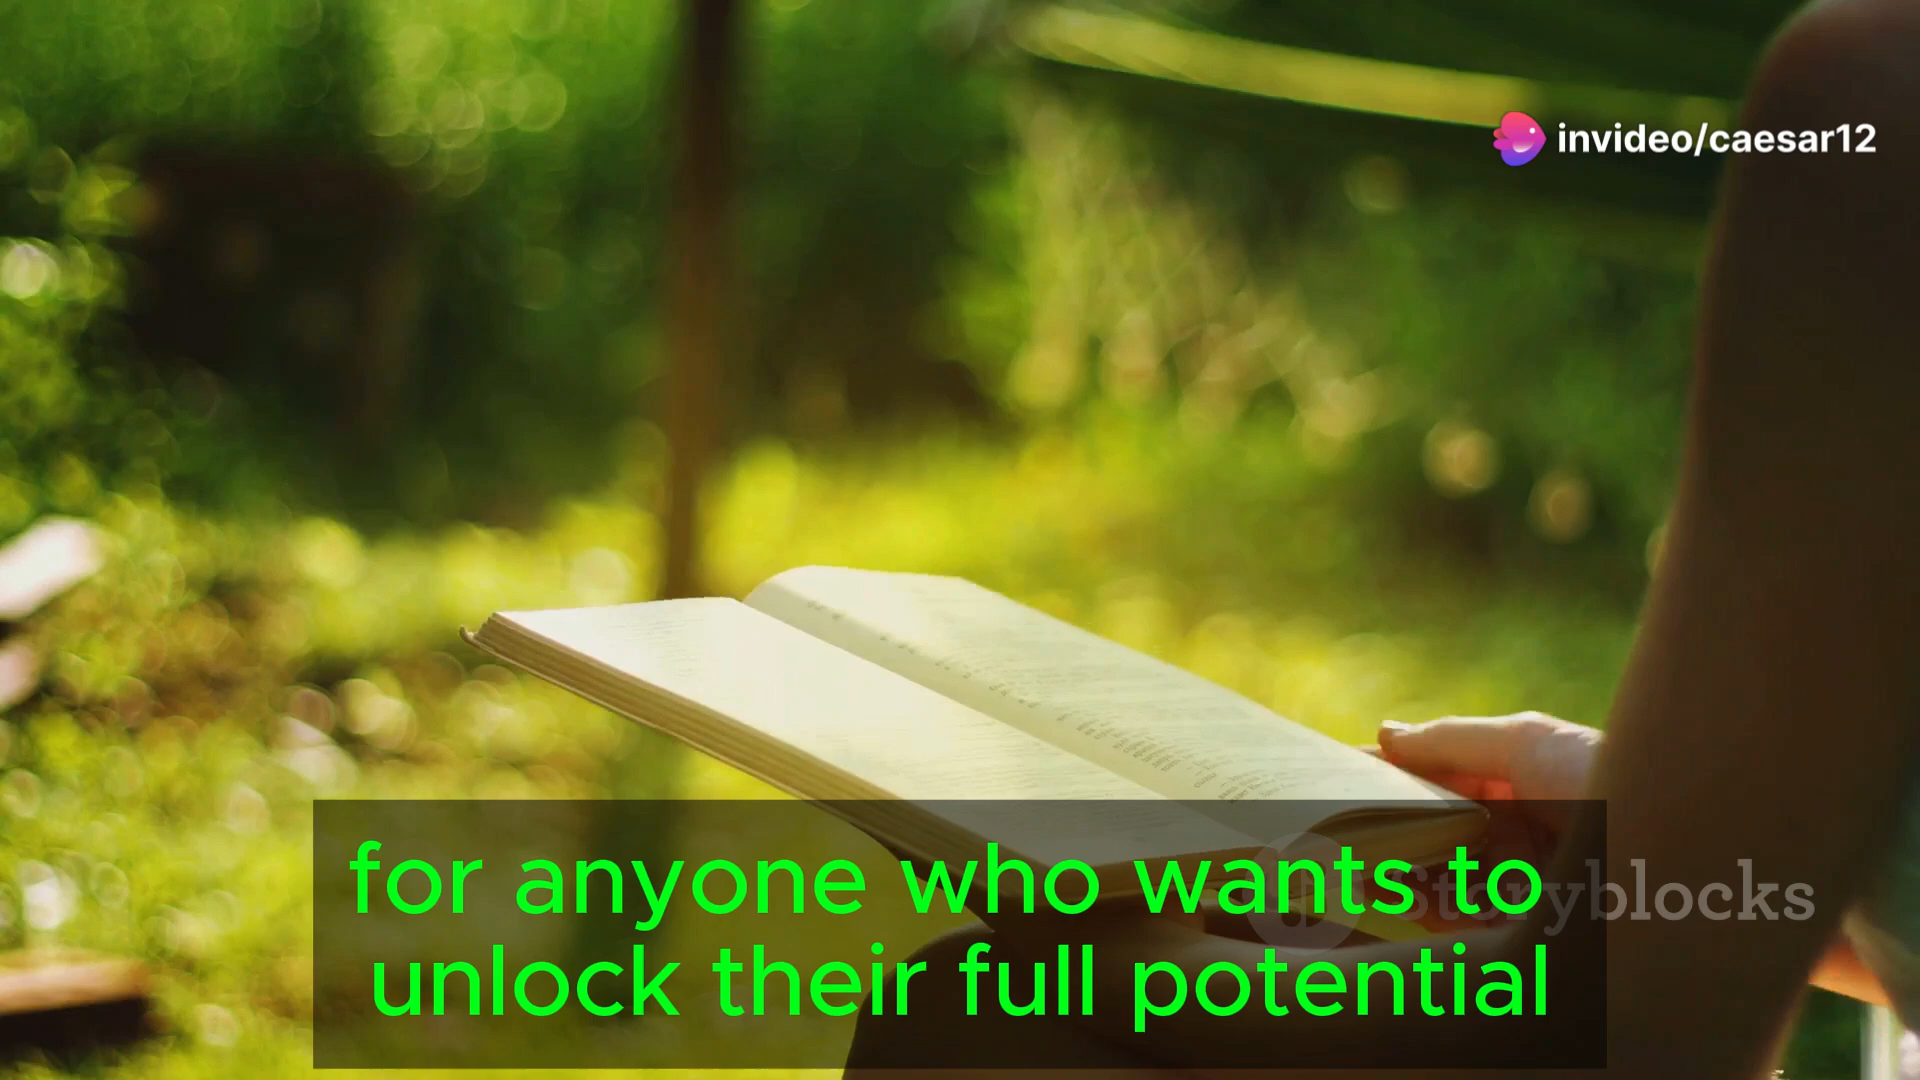 invideo/caesar12
for anyone who wants to
Storyblocks
unlock their full potential